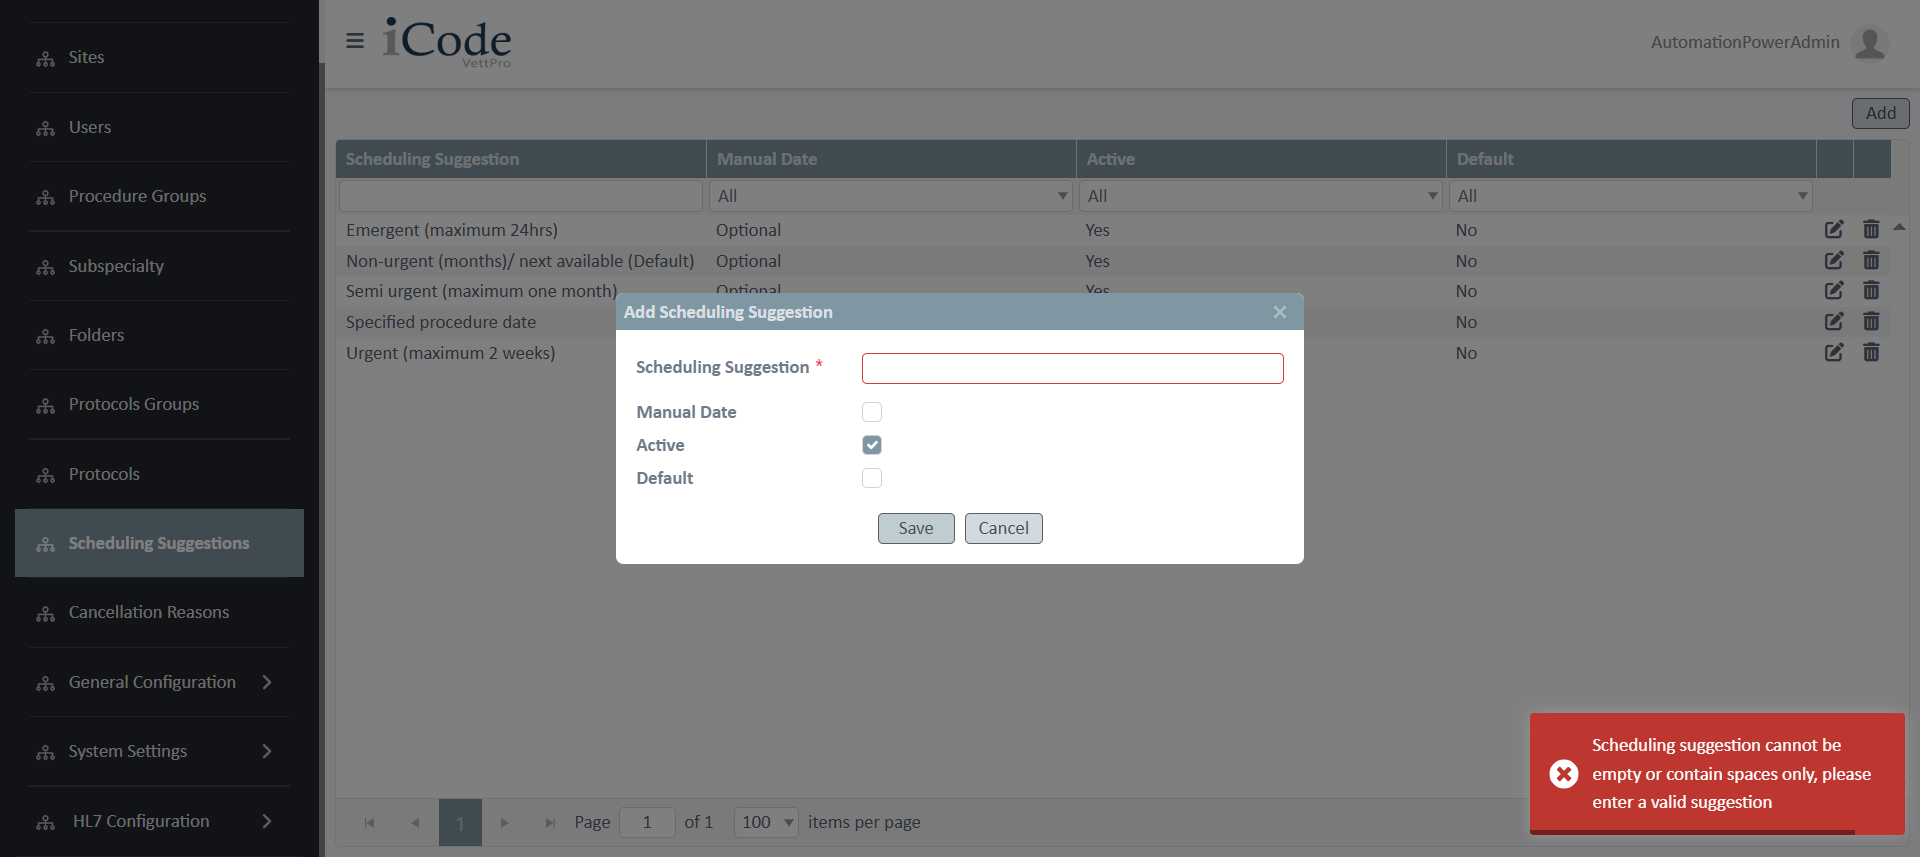 Sites
Users
Procedure Groups
Subspecialty
Folders
Protocols Groups
Protocols
Scheduling Suggestions
Cancellation Reasons
General Configuration
System Settings
HL7 Configuration
iCode
VettPro
AutomationPowerAdmin
Add
Scheduling Suggestion Manual Date Active Default
All All All
Emergent (maximum 24hrs) Optional Yes No
Non-urgent (months)/ next available (Default) Optional Yes No
Semi urgent (maximum one month) Optional Yes No
Specified procedure date No
Urgent (maximum 2 weeks) No
Add Scheduling Suggestion
Scheduling Suggestion *
Manual Date
Active
Default
Save Cancel
Scheduling suggestion cannot be
empty or contain spaces only, please
enter a valid suggestion
1 Page 1 of 1 100 items per page